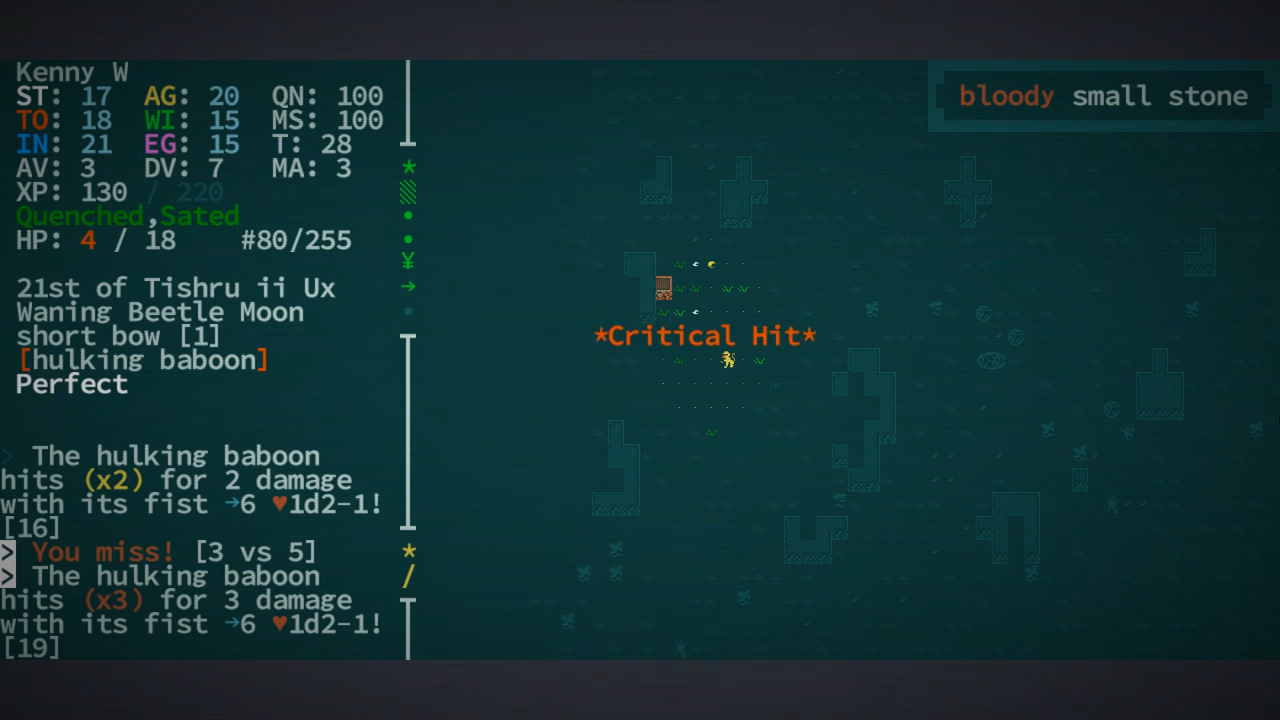 Kenny W
ST: 17 AG: 20 QN: 100
TO: 18 WI: 15 MS: 100
IN: 21 EG: 15 T: 28
AV: 3 DV: 7 MA: 3
XP: 130 / 220
Quenched,Sated
HP: 4 / 18 #80/255
21st of Tishru ii Ux
Waning Beetle Moon
short bow [1]
[hulking baboon]
Perfect
> The hulking baboon
hits (x2) for 2 damage
with its fist →6 ♥1d2-1!
[16]
> You miss! [3 vs 5]
> The hulking baboon
hits (x3) for 3 damage
with its fist →6 ♥1d2-1!
[19]
*Critical Hit*
bloody small stone